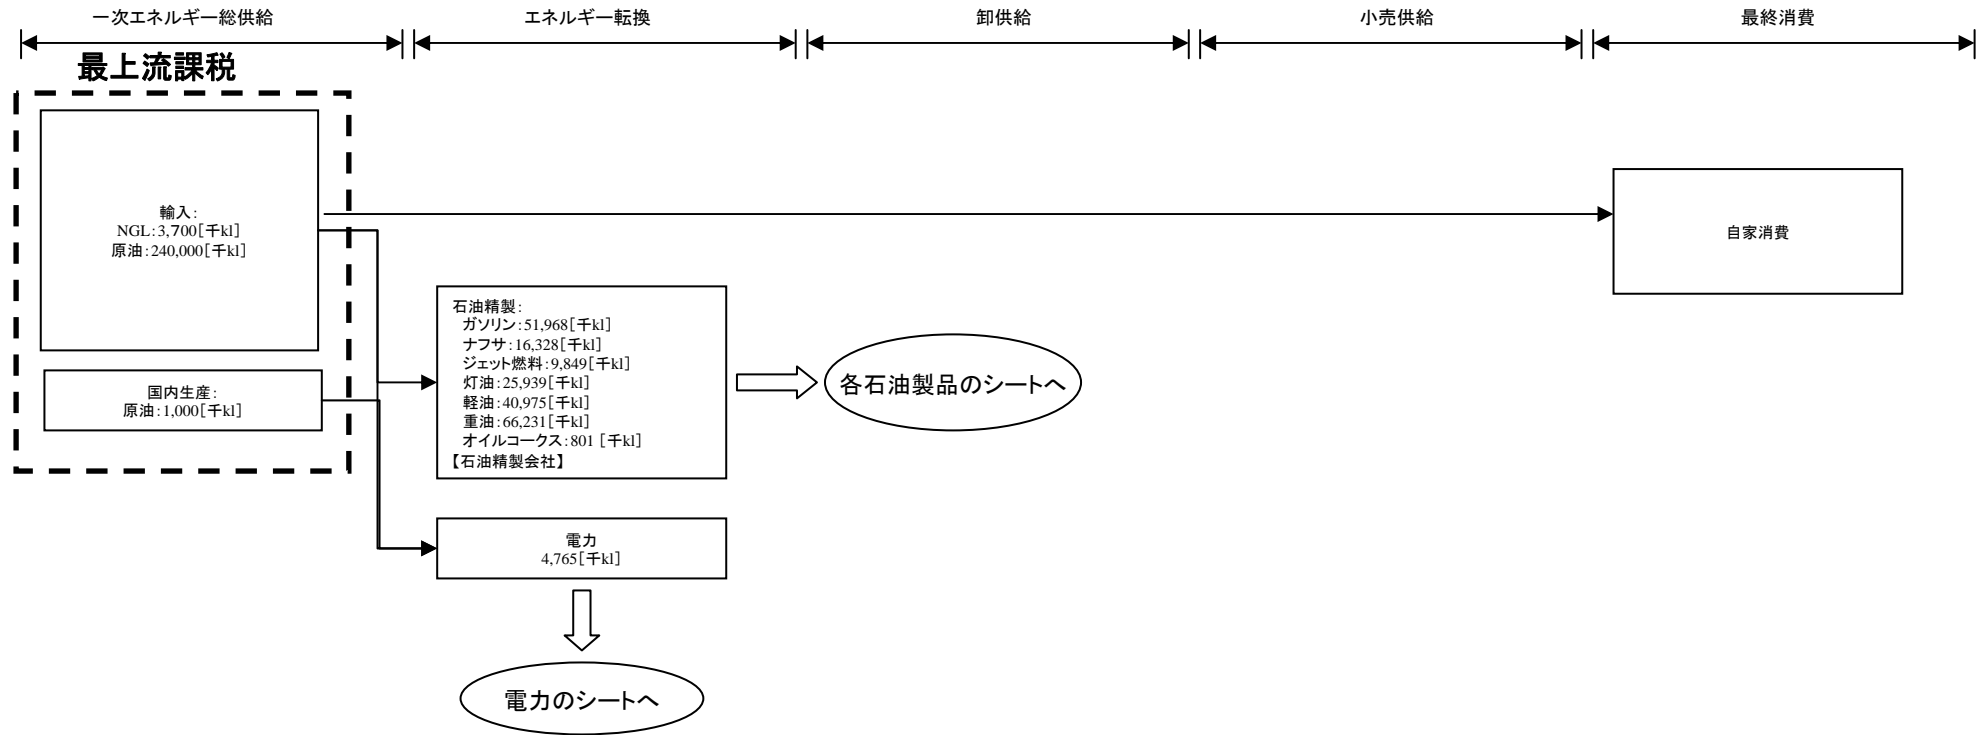 一次エネルギー総供給
エネルギー転換
卸供給
小売供給
最終消費
最上流課税
輸入:
NGL:3,700[千kl]
原油:240,000[千kl]
自家消費
石油精製:
ガソリン:51,968[千kl]
ナフサ:16,328[千kl]
ジェット燃料:9,849[千kl]
灯油:25,939[千kl]
軽油:40,975[千kl]
重油:66,231[千kl]
オイルコークス:801 [千kl]
【石油精製会社】
各石油製品のシートへ
国内生産:
原油:1,000[千kl]
電力
4,765[千kl]
電力のシートへ